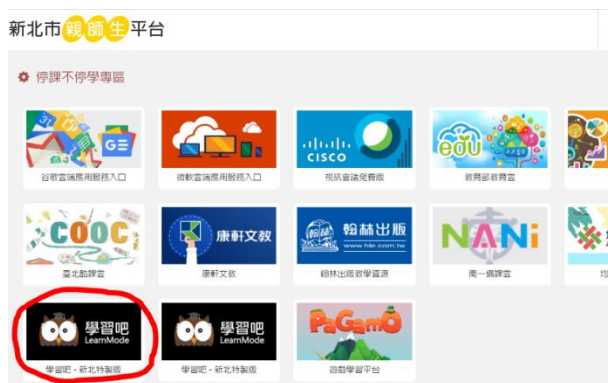 新北市親師生平台
停課不停學專區
31
GE
CISCO
edu
谷歌雲端應用服務入口
微軟雲端應用服務入口
視訊會議免費版
教育部教育雲
COOC
康軒文教
翰林
翰林出版
www.hle.com.tw
NANi
臺北酷課雲
康軒文教
翰林出版教學資源
南一備課雲
學習吧
LearnMode
學習吧
LearnMode
PaGamO
學習吧 - 新北特製版
學習吧 - 新北特製版
遊戲學習平台